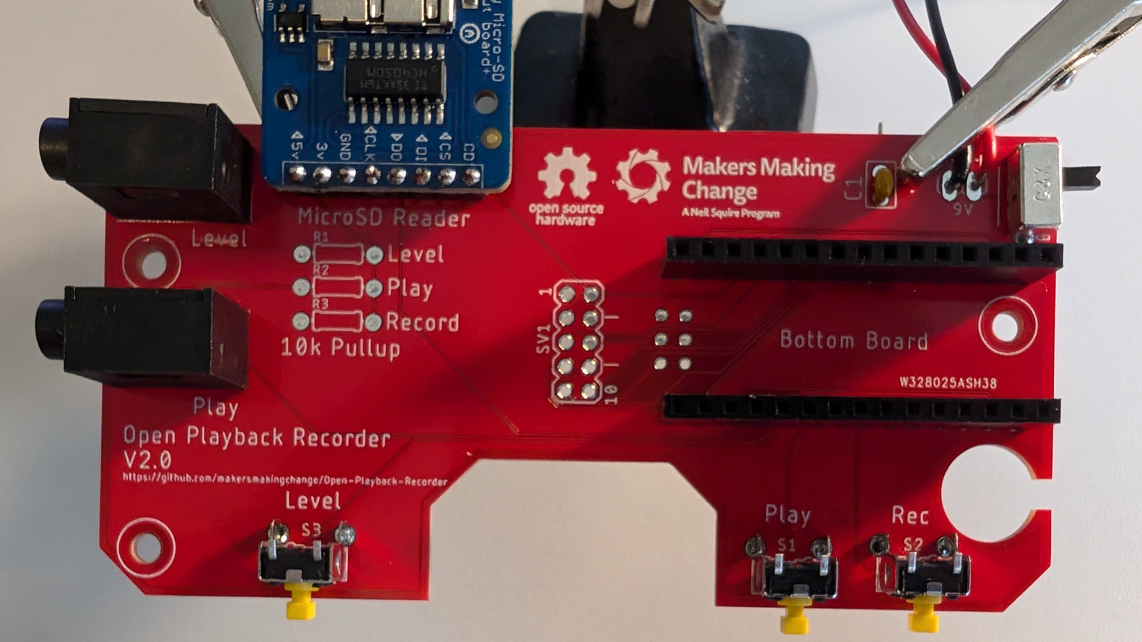 Micro-SD
board+
HC4050M
5V
3V
GND
CLK
DO
DI
CS
CD
MicroSD Reader
open source
hardware
Makers Making
Change
A Neil Squire Program
C1
9V
Level
R1
Level
R2
Play
R3
Record
10k Pullup
1
SV1
10
Bottom Board
W328025ASH38
Play
Open Playback Recorder
V2.0
https://github.com/makersmakingchange/Open-Playback-Recorder
Level
S3
Play
S1
Rec
S2